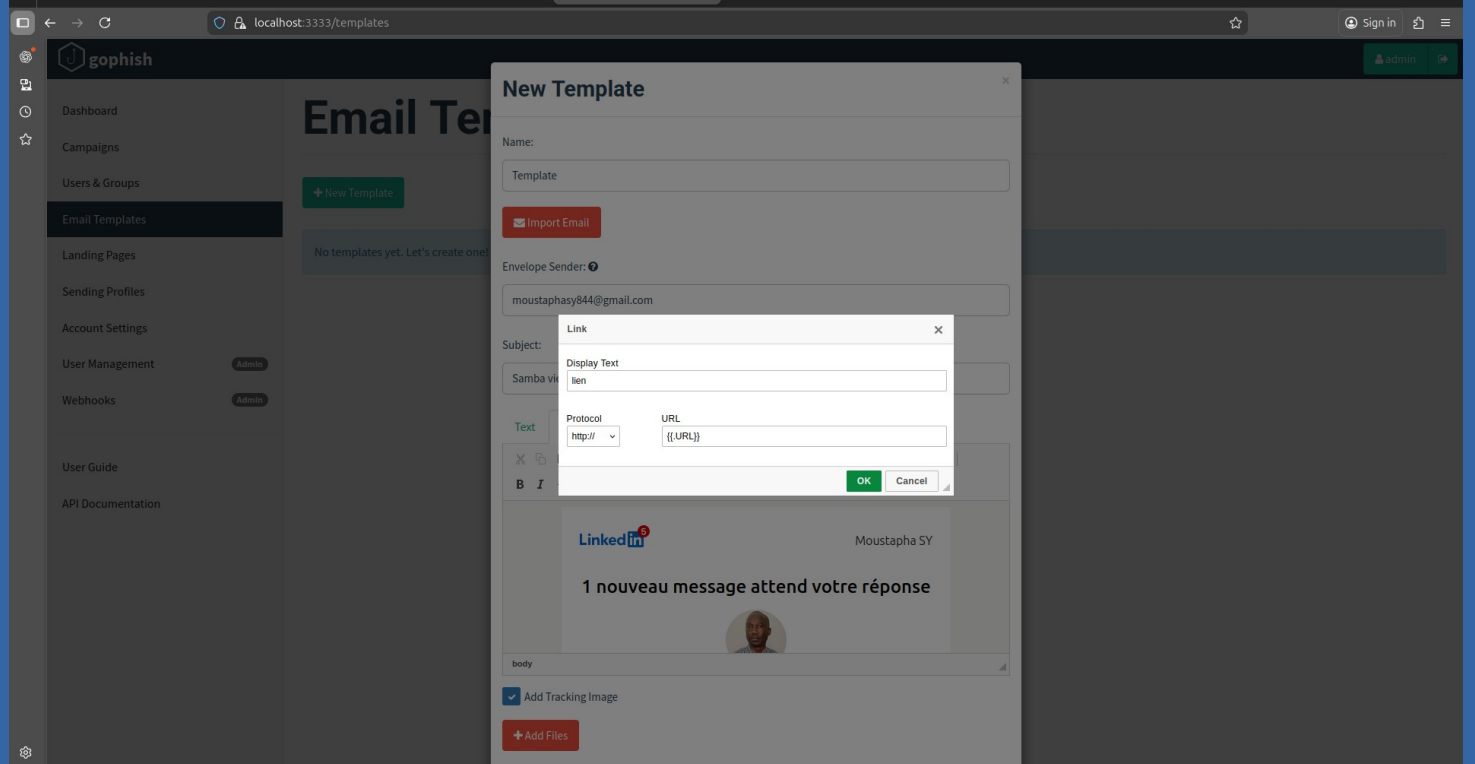 localhost:3333/templates
Sign in
gophish
admin
Dashboard
Campaigns
Users & Groups
Email Templates
Landing Pages
Sending Profiles
Account Settings
User Management Admin
Webhooks Admin
User Guide
API Documentation
Email Te
New Template
No templates yet. Let's create one!
New Template
×
Name:
Template
Import Email
Envelope Sender:
moustaphasy844@gmail.com
Subject:
Samba
Text
B I
Link
Display Text
lien
Protocol URL
http:// {{.URL}}
OK Cancel
Linked in 5
Moustapha SY
1 nouveau message attend votre réponse
body
Add Tracking Image
Add Files